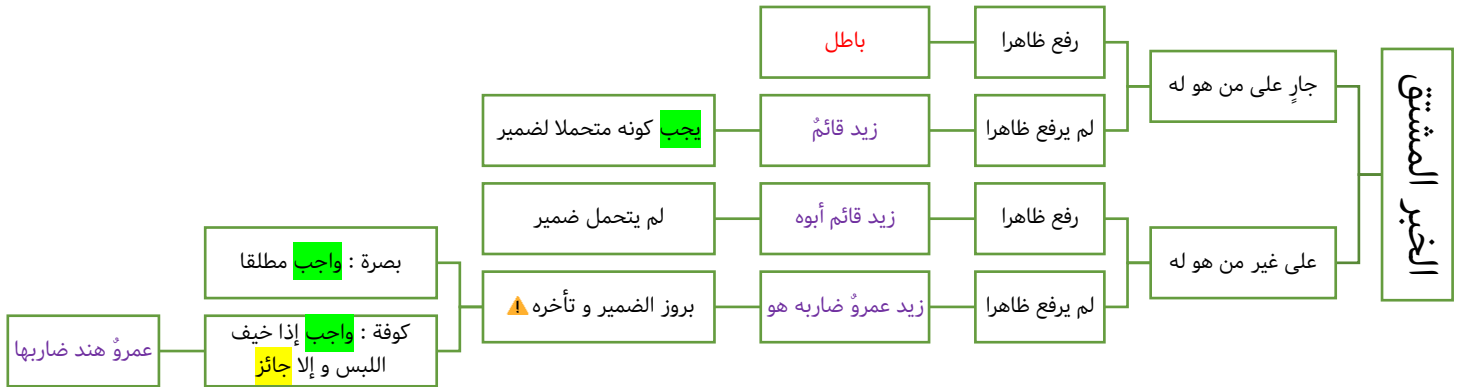 الخبر المشتق
جارٍ على من هو له
رفع ظاهرا
باطل
لم يرفع ظاهرا
زيد قائمٌ
يجب كونه متحملا لضمير
على غير من هو له
رفع ظاهرا
زيد قائم أبوه
لم يتحمل ضمير
لم يرفع ظاهرا
زيد عمروٌ ضاربه هو
بروز الضمير و تأخره⚠
بصرة : واجب مطلقا
كوفة : واجب إذا خيف
اللبس و إلا جائز
عمروٌ هند ضاربها